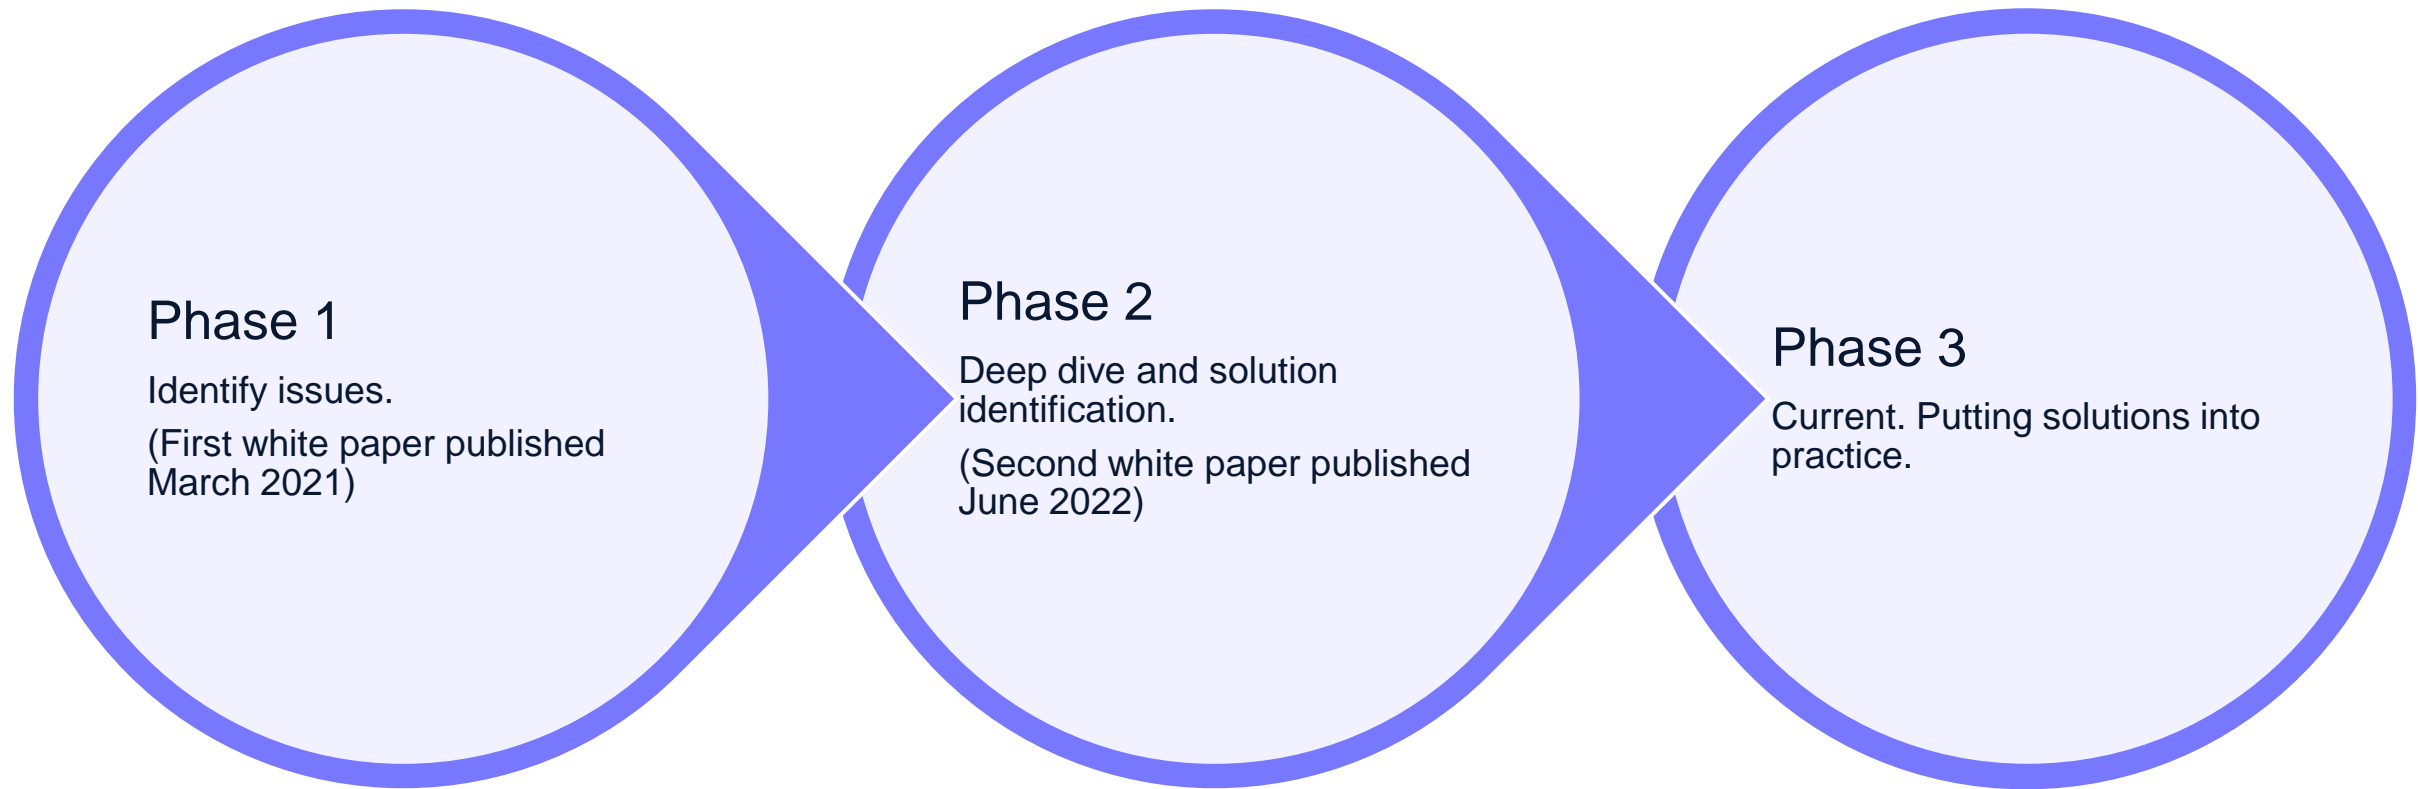 Phase 1
Identify issues.
(First white paper published
March 2021)
Phase 2
Deep dive and solution
identification.
(Second white paper published
June 2022)
Phase 3
Current. Putting solutions into
practice.